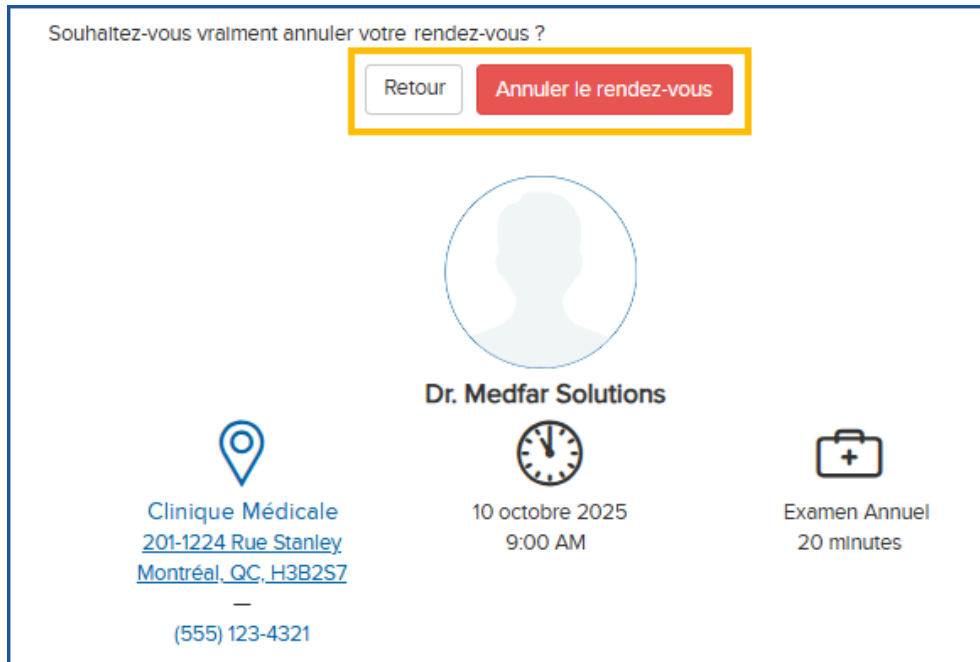 Souhaitez-vous vraiment annuler votre rendez-vous ?
Retour
Annuler le rendez-vous
Dr. Medfar Solutions
Clinique Médicale
201-1224 Rue Stanley
Montréal, QC, H3B2S7
—
(555) 123-4321
10 octobre 2025
9:00 AM
Examen Annuel
20 minutes